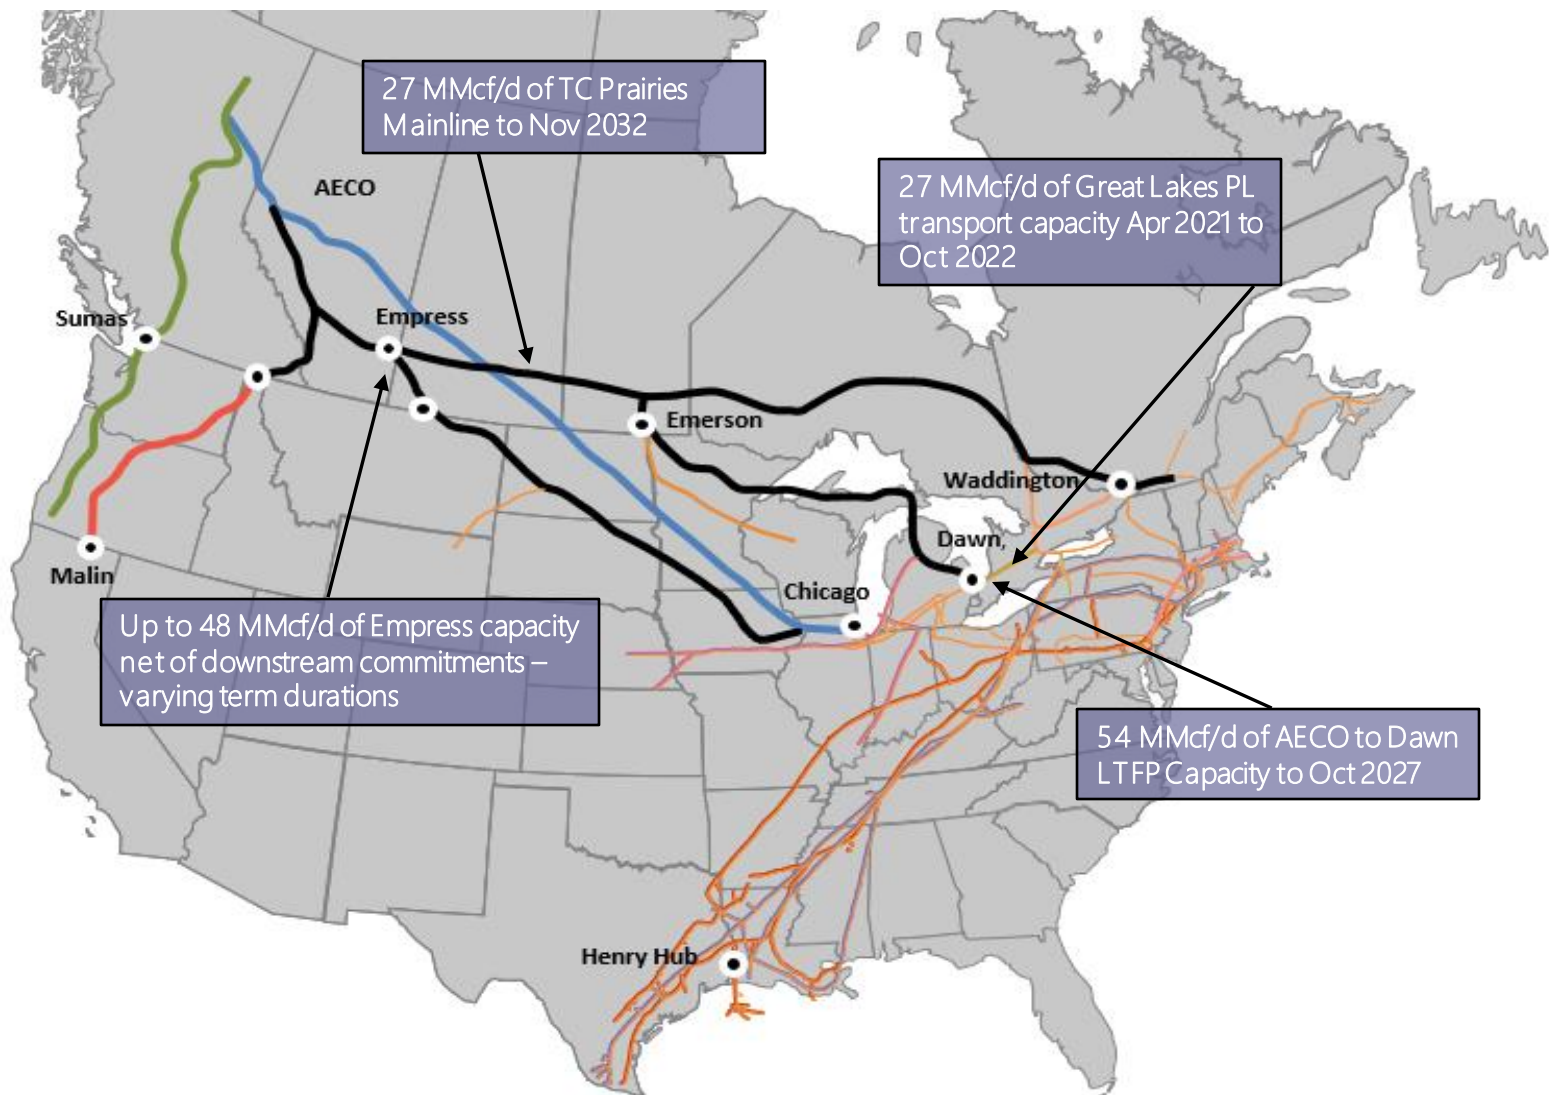 27 MMcf/d of TC Prairies
Mainline to Nov 2032
27 MMcf/d of Great Lakes PL
transport capacity Apr 2021 to
Oct 2022
AECO
Sumas
Empress
Emerson
Waddington
Dawn,
Malin
Chicago
Up to 48 MMcf/d of Empress capacity
net of downstream commitments –
varying term durations
54 MMcf/d of AECO to Dawn
LTFP Capacity to Oct 2027
Henry Hub